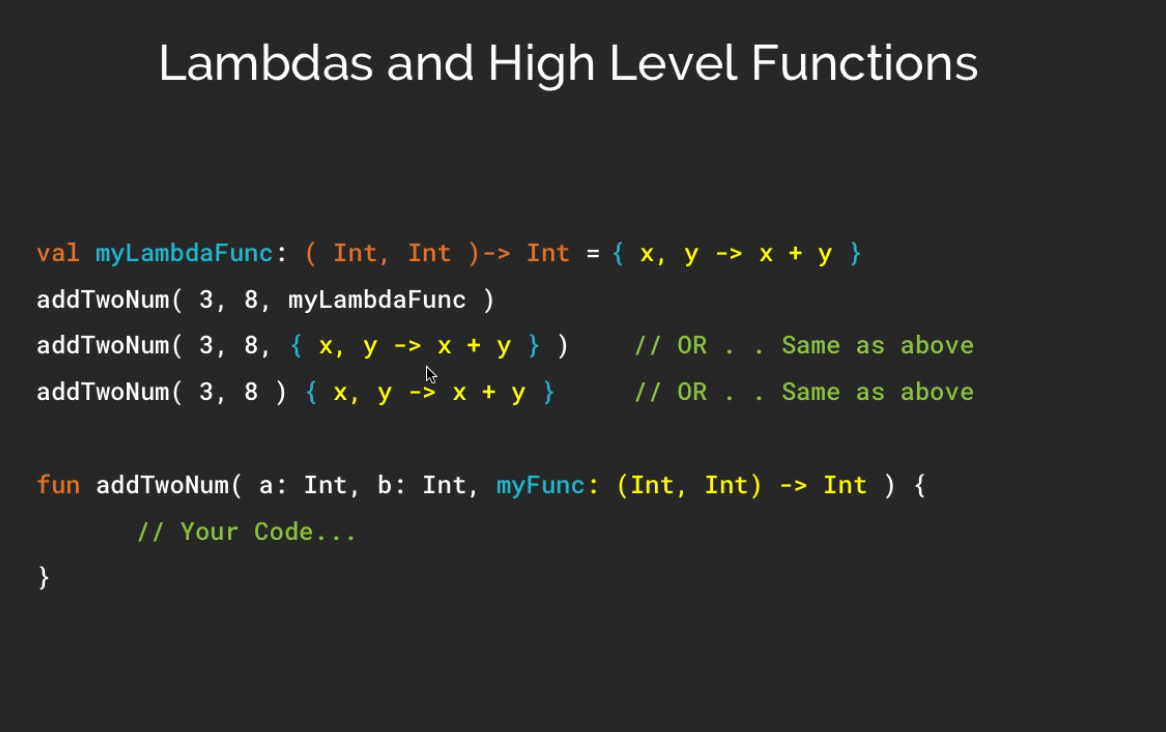 Lambdas and High Level Functions
val myLambdaFunc: ( Int, Int )-> Int = { x, y -> x + y }
addTwoNum( 3, 8, myLambdaFunc )
addTwoNum( 3, 8, { x, y -> x + y } ) // OR . . Same as above
addTwoNum( 3, 8 ) { x, y -> x + y } // OR . . Same as above
fun addTwoNum( a: Int, b: Int, myFunc: (Int, Int) -> Int ) {
// Your Code...
}